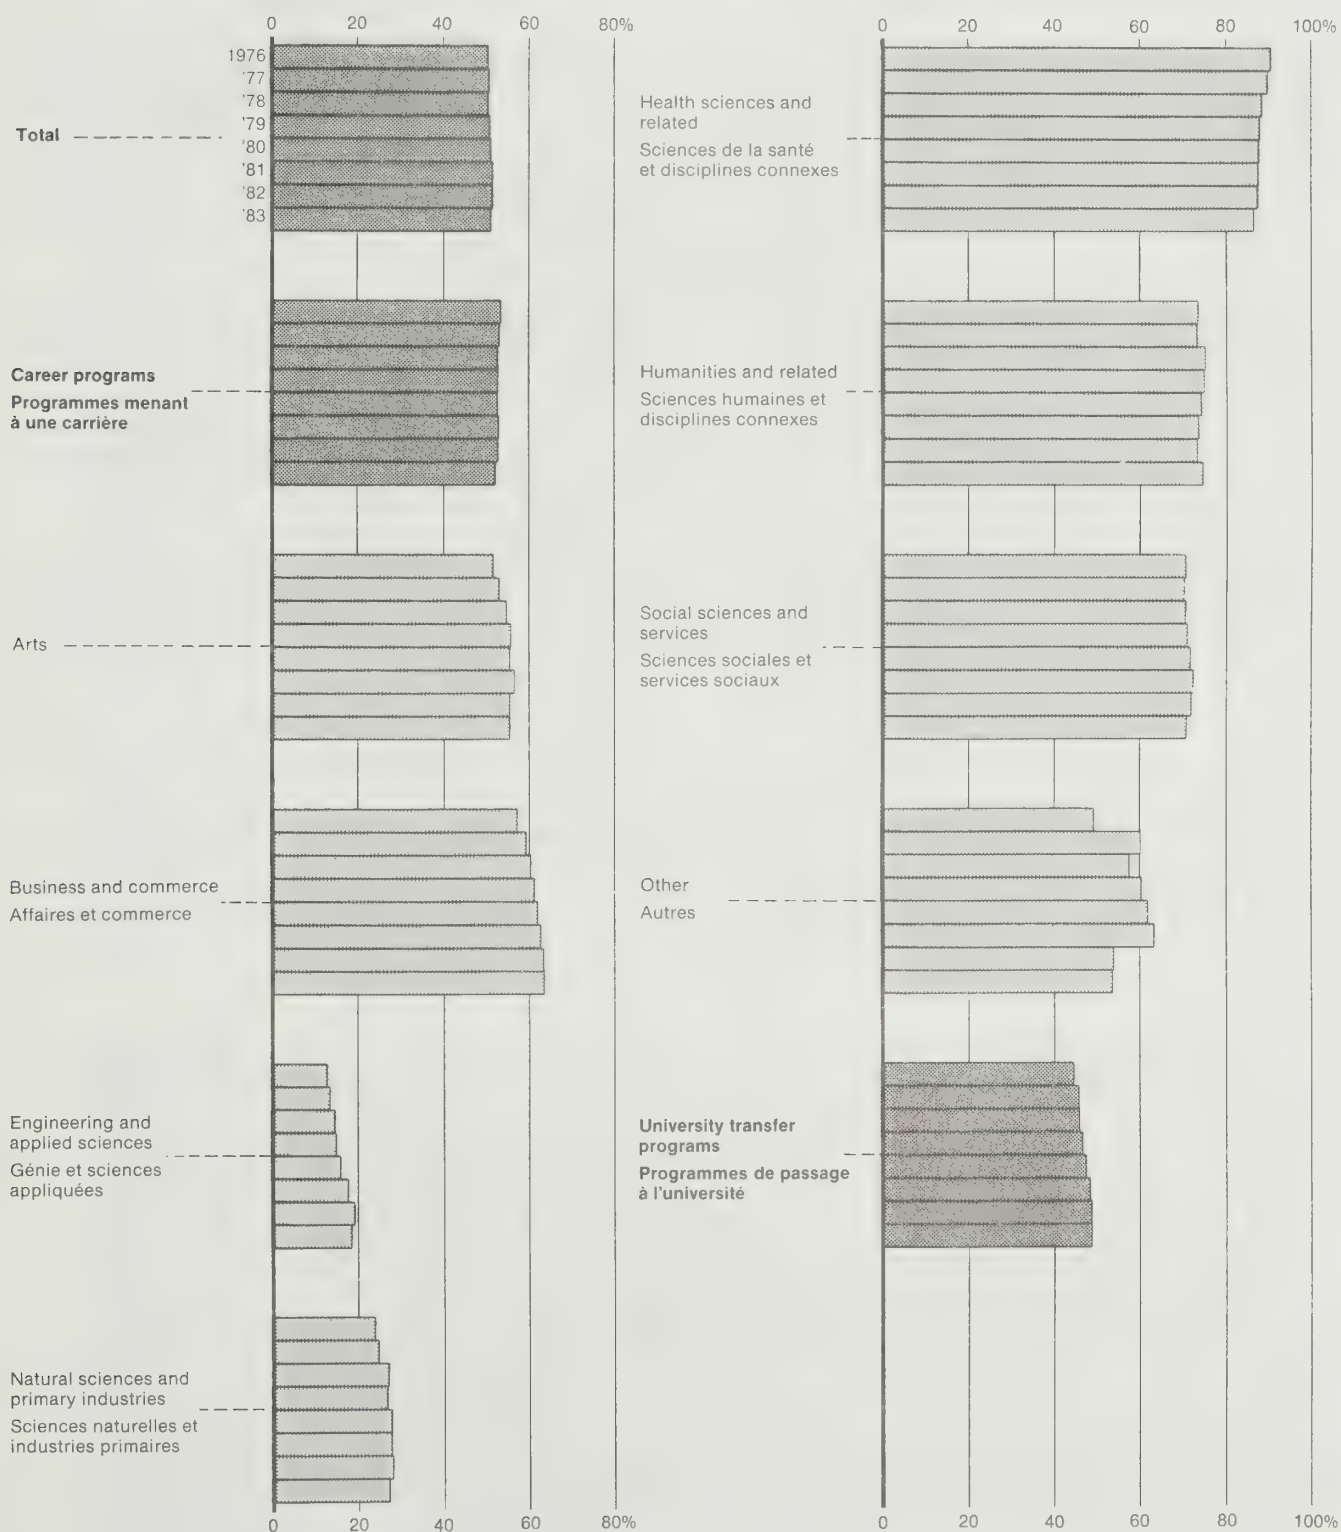 0 20 40 60 80%
1976
'77
'78
'79
'80
'81
'82
'83
Total
Career programs
Programmes menant
à une carrière
Arts
Business and commerce
Affaires et commerce
Engineering and
applied sciences
Génie et sciences
appliquées
Natural sciences and
primary industries
Sciences naturelles et
industries primaires
0 20 40 60 80%
0 20 40 60 80 100%
Health sciences and
related
Sciences de la santé
et disciplines connexes
Humanities and related
Sciences humaines et
disciplines connexes
Social sciences and
services
Sciences sociales et
services sociaux
Other
Autres
University transfer
programs
Programmes de passage
à l'université
0 20 40 60 80 100%